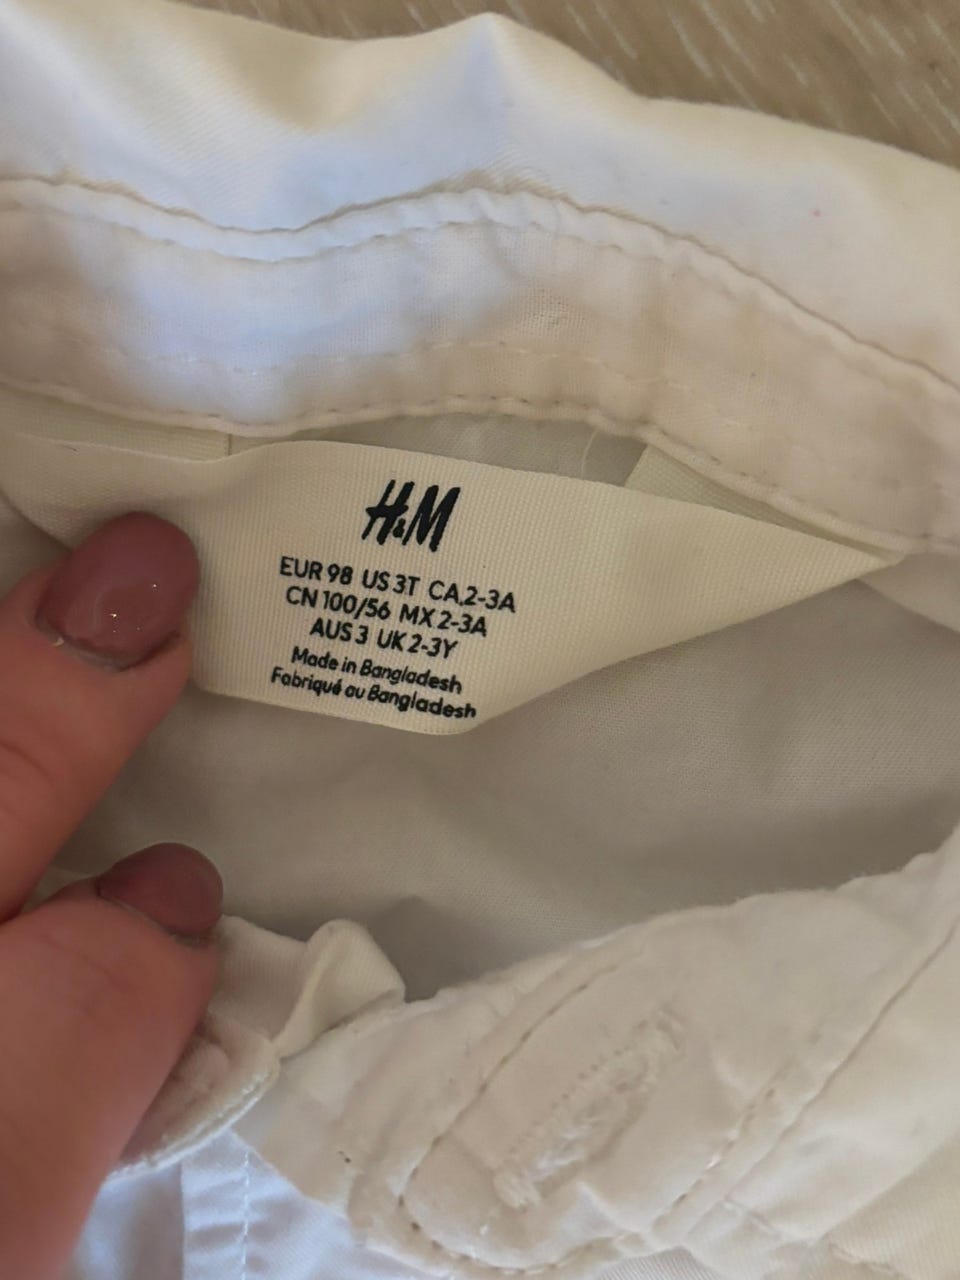 H&M
EUR 98 US 3T CA 2-3A
CN 100/56 MX 2-3A
AUS 3 UK 2-3Y
Made in Bangladesh
Fabriqué au Bangladesh